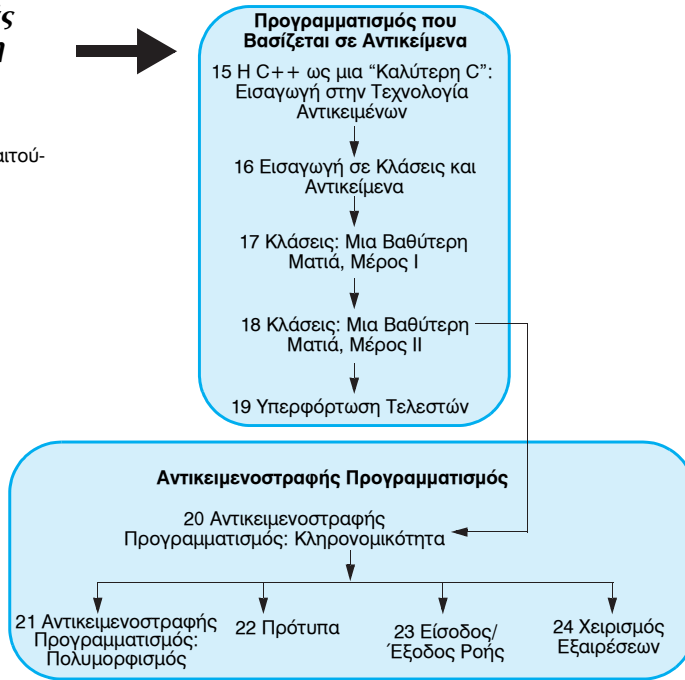 Προγραμματισμός που
Βασίζεται σε Αντικείμενα
15 Η C++ ως μια “Καλύτερη C”:
Εισαγωγή στην Τεχνολογία
Αντικειμένων
16 Εισαγωγή σε Κλάσεις και
Αντικείμενα
17 Κλάσεις: Μια Βαθύτερη
Ματιά, Μέρος I
18 Κλάσεις: Μια Βαθύτερη
Ματιά, Μέρος II
19 Υπερφόρτωση Τελεστών
Αντικειμενοστραφής Προγραμματισμός
20 Αντικειμενοστραφής
Προγραμματισμός: Κληρονομικότητα
21 Αντικειμενοστραφής
Προγραμματισμός:
Πολυμορφισμός
22 Πρότυπα
23 Είσοδος/
Έξοδος Ροής
24 Χειρισμός
Εξαιρέσεων